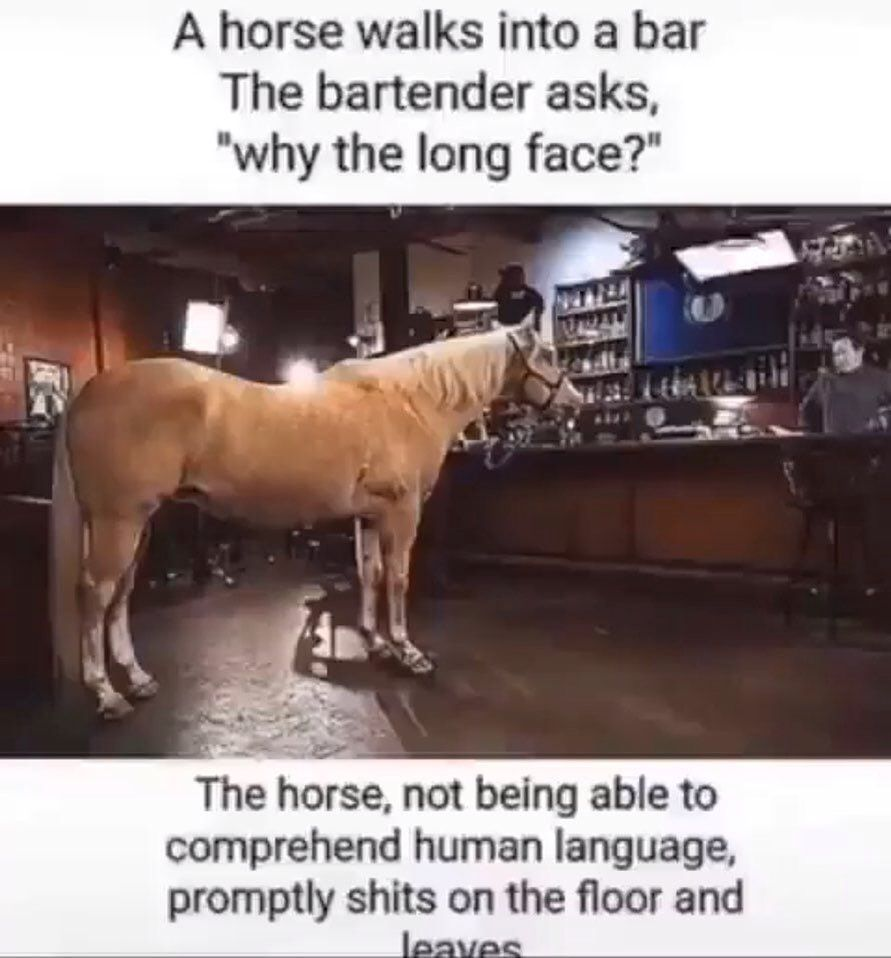 A horse walks into a bar
The bartender asks,
"why the long face?"
The horse, not being able to
comprehend human language,
promptly shits on the floor and
leaves